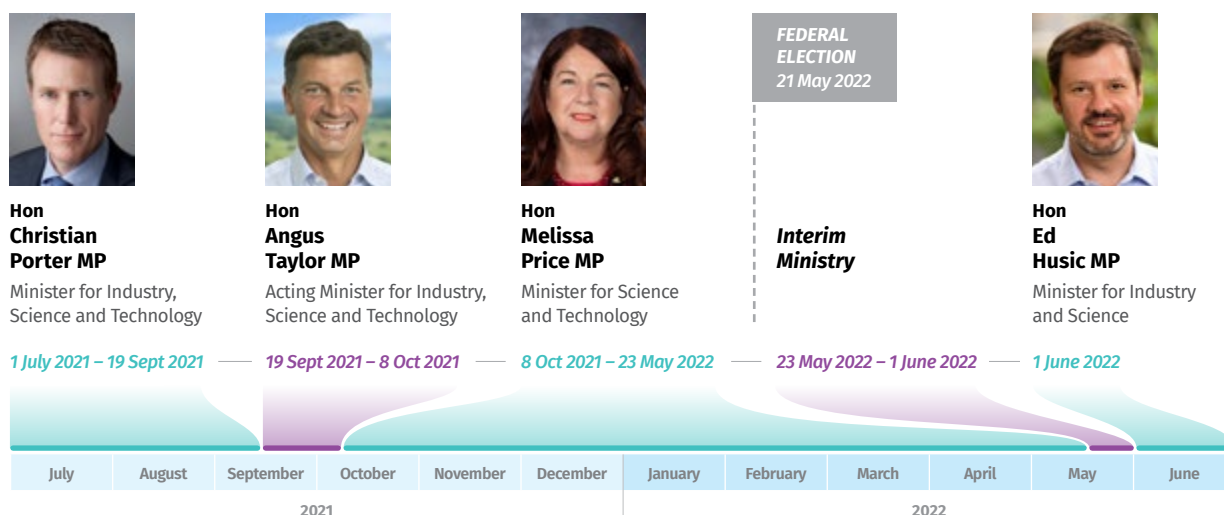 FEDERAL
ELECTION
21 May 2022
Hon
Christian
Porter MP
Minister for Industry,
Science and Technology
1 July 2021 – 19 Sept 2021
Hon
Angus
Taylor MP
Acting Minister for Industry,
Science and Technology
19 Sept 2021 – 8 Oct 2021
Hon
Melissa
Price MP
Minister for Science
and Technology
8 Oct 2021 – 23 May 2022
Interim
Ministry
23 May 2022 – 1 June 2022
Hon
Ed
Husic MP
Minister for Industry
and Science
1 June 2022
July August September October November December January February March April May June
2021 2022